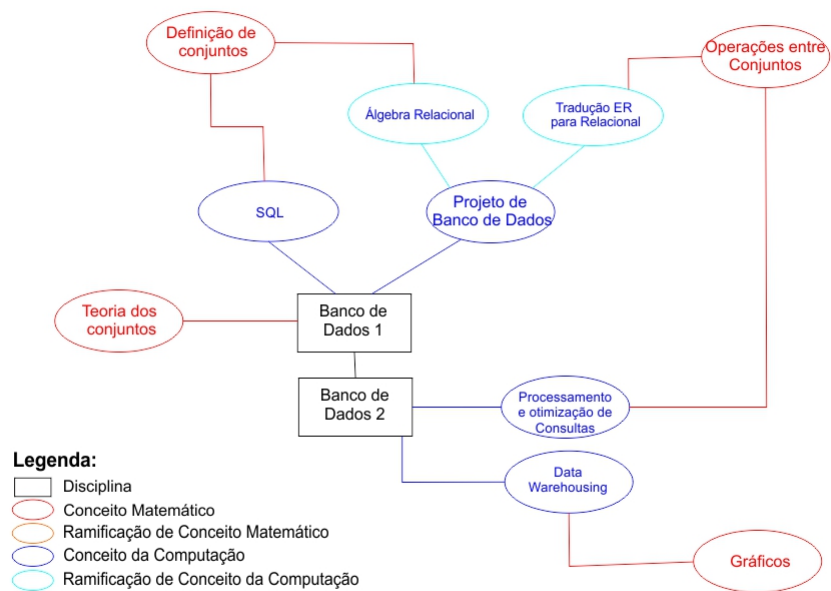 Definição de
conjuntos
Operações entre
Conjuntos
Álgebra Relacional
Tradução ER
para Relacional
SQL
Projeto de
Banco de Dados
Teoria dos
conjuntos
Banco de
Dados 1
Banco de
Dados 2
Processamento
e otimização de
Consultas
Data
Warehousing
Gráficos
Legenda:
Disciplina
Conceito Matemático
Ramificação de Conceito Matemático
Conceito da Computação
Ramificação de Conceito da Computação